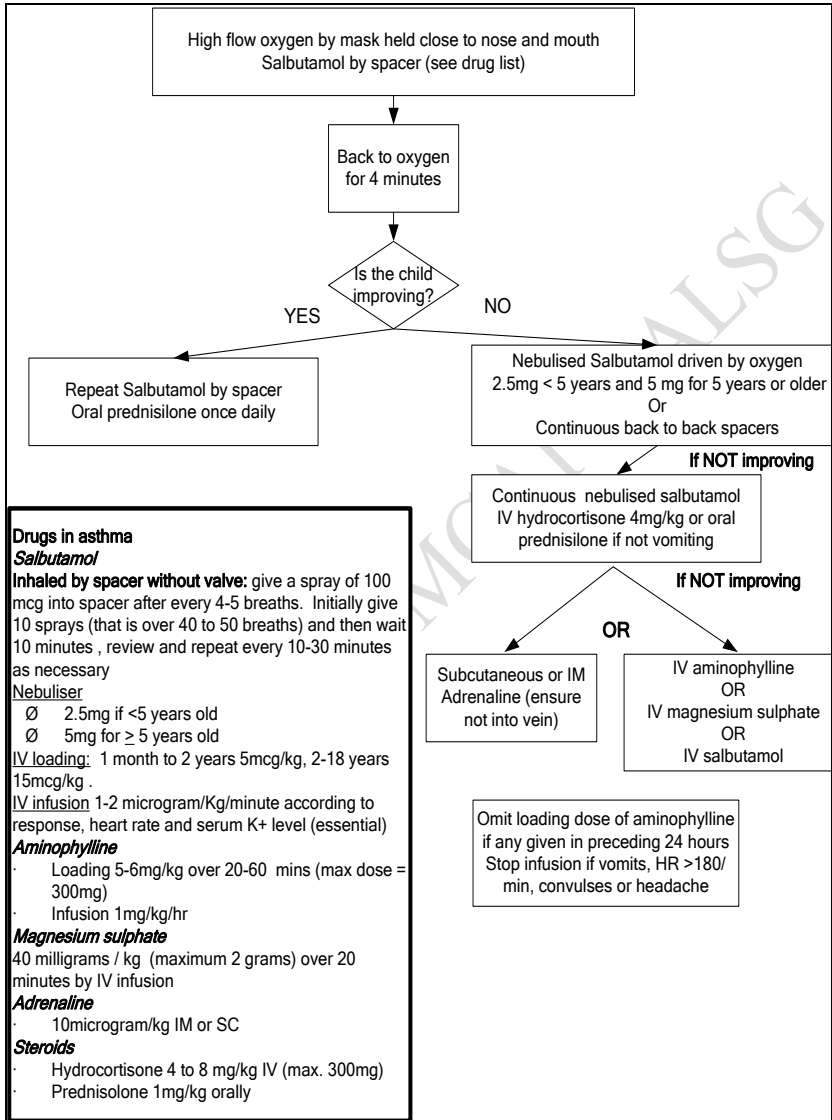 High flow oxygen by mask held close to nose and mouth
Salbutamol by spacer (see drug list)
Back to oxygen
for 4 minutes
Is the child
improving?
YES
NO
Repeat Salbutamol by spacer
Oral prednisilone once daily
Nebulised Salbutamol driven by oxygen
2.5mg < 5 years and 5 mg for 5 years or older
Or
Continuous back to back spacers
If NOT improving
Continuous nebulised salbutamol
IV hydrocortisone 4mg/kg or oral
prednisilone if not vomiting
If NOT improving
OR
Subcutaneous or IM
Adrenaline (ensure
not into vein)
IV aminophylline
OR
IV magnesium sulphate
OR
IV salbutamol
Omit loading dose of aminophylline
if any given in preceding 24 hours
Stop infusion if vomits, HR >180/
min, convulses or headache
Drugs in asthma
Salbutamol
Inhaled by spacer without valve: give a spray of 100
mcg into spacer after every 4-5 breaths. Initially give
10 sprays (that is over 40 to 50 breaths) and then wait
10 minutes , review and repeat every 10-30 minutes
as necessary
Nebuliser
Ø 2.5mg if <5 years old
Ø 5mg for ≥ 5 years old
IV loading: 1 month to 2 years 5mcg/kg, 2-18 years
15mcg/kg .
IV infusion 1-2 microgram/Kg/minute according to
response, heart rate and serum K+ level (essential)
Aminophylline
· Loading 5-6mg/kg over 20-60 mins (max dose =
300mg)
· Infusion 1mg/kg/hr
Magnesium sulphate
40 milligrams / kg (maximum 2 grams) over 20
minutes by IV infusion
Adrenaline
· 10microgram/kg IM or SC
Steroids
· Hydrocortisone 4 to 8 mg/kg IV (max. 300mg)
· Prednisolone 1mg/kg orally
ALSG